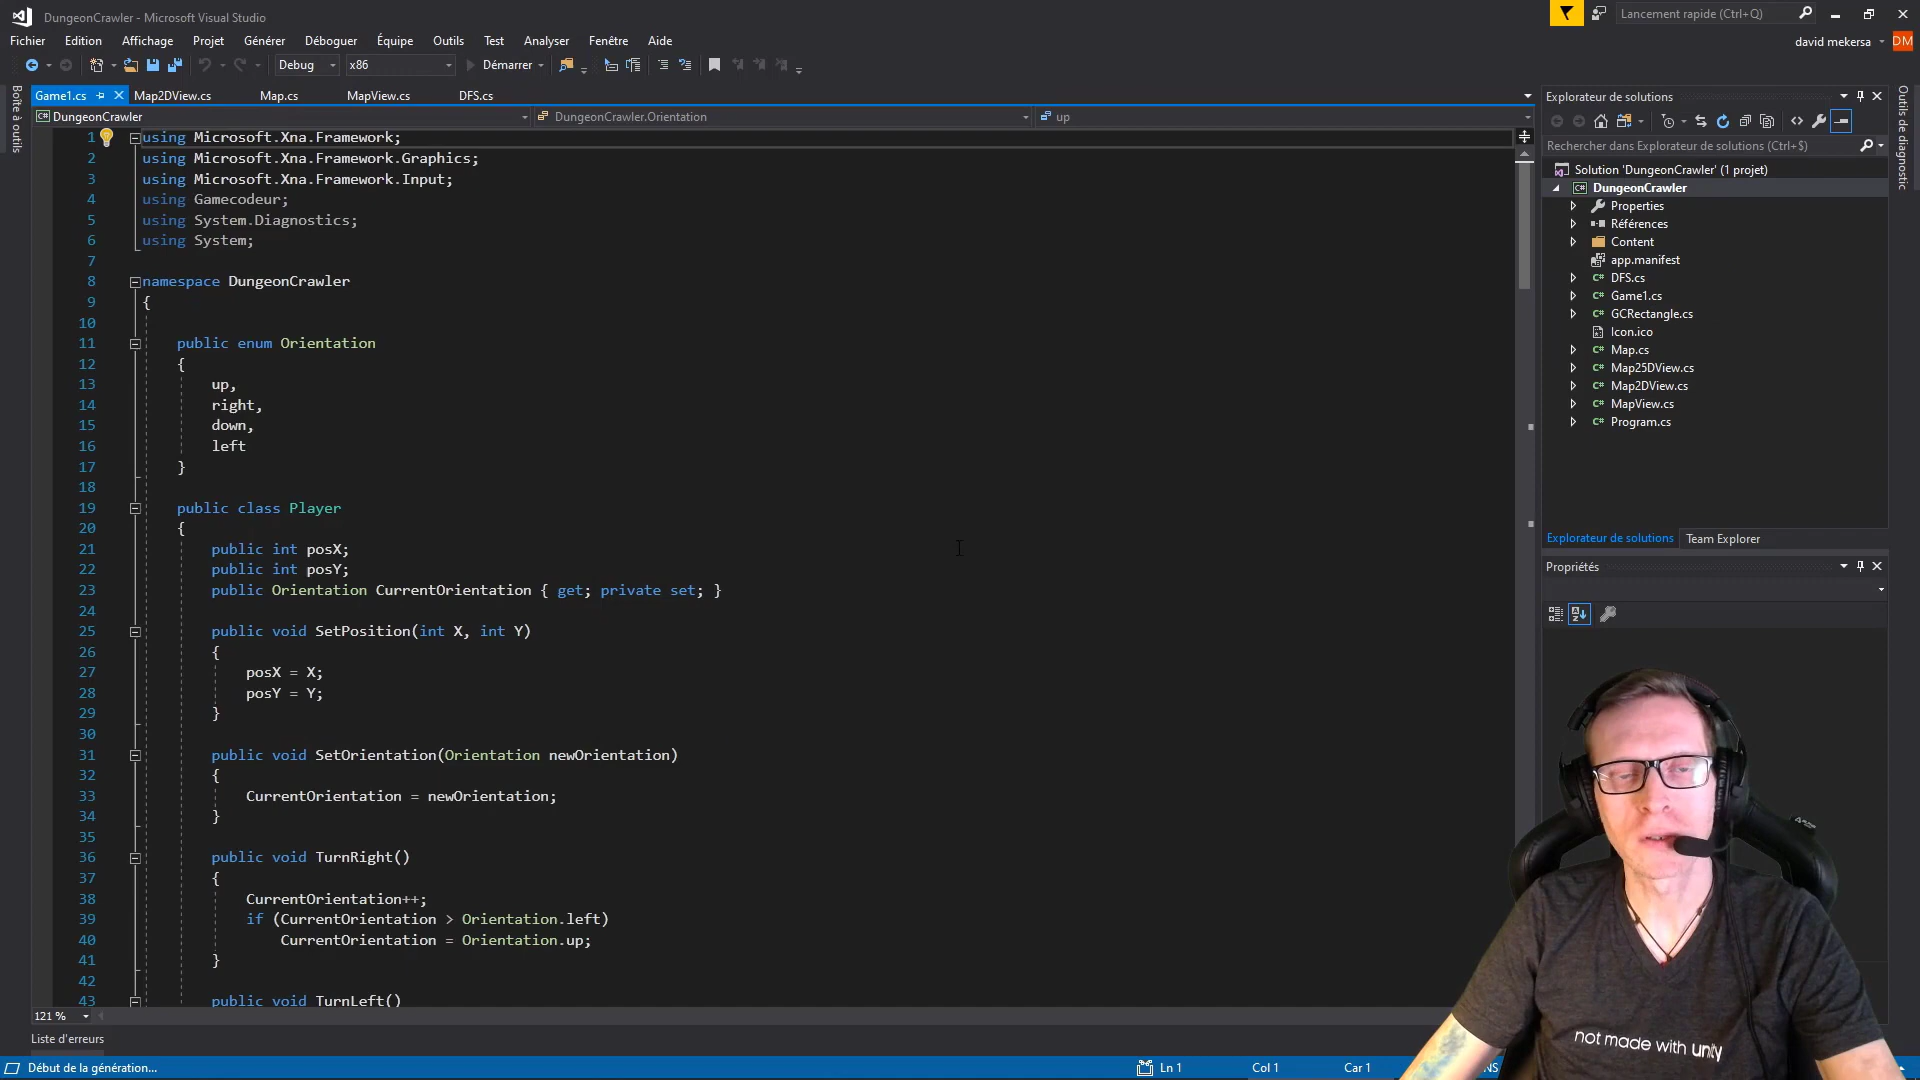 DungeonCrawler - Microsoft Visual Studio
Lancement rapide (Ctrl+Q)
Fichier Edition Affichage Projet Générer Déboguer Équipe Outils Test Analyser Fenêtre Aide
david mekersa DM
Debug x86 Démarrer
Boîte à outils
Game1.cs Map2DView.cs Map.cs MapView.cs DFS.cs
DungeonCrawler DungeonCrawler.Orientation up
1 using Microsoft.Xna.Framework;
2 using Microsoft.Xna.Framework.Graphics;
3 using Microsoft.Xna.Framework.Input;
4 using Gamecodeur;
5 using System.Diagnostics;
6 using System;
7
8 namespace DungeonCrawler
9 {
10
11 public enum Orientation
12 {
13 up,
14 right,
15 down,
16 left
17 }
18
19 public class Player
20 {
21 public int posX;
22 public int posY;
23 public Orientation CurrentOrientation { get; private set; }
24
25 public void SetPosition(int X, int Y)
26 {
27 posX = X;
28 posY = Y;
29 }
30
31 public void SetOrientation(Orientation newOrientation)
32 {
33 CurrentOrientation = newOrientation;
34 }
35
36 public void TurnRight()
37 {
38 CurrentOrientation++;
39 if (CurrentOrientation > Orientation.left)
40 CurrentOrientation = Orientation.up;
41 }
42
43 public void TurnLeft()
121 %
Liste d'erreurs
Début de la génération...
Ln 1 Col 1 Car 1 NS
Explorateur de solutions
Rechercher dans Explorateur de solutions (Ctrl+$)
Solution 'DungeonCrawler' (1 projet)
DungeonCrawler
Properties
Références
Content
app.manifest
DFS.cs
Game1.cs
GCRectangle.cs
Icon.ico
Map.cs
Map25DView.cs
Map2DView.cs
MapView.cs
Program.cs
Explorateur de solutions Team Explorer
Propriétés
Outils de diagnostic
not made with unity